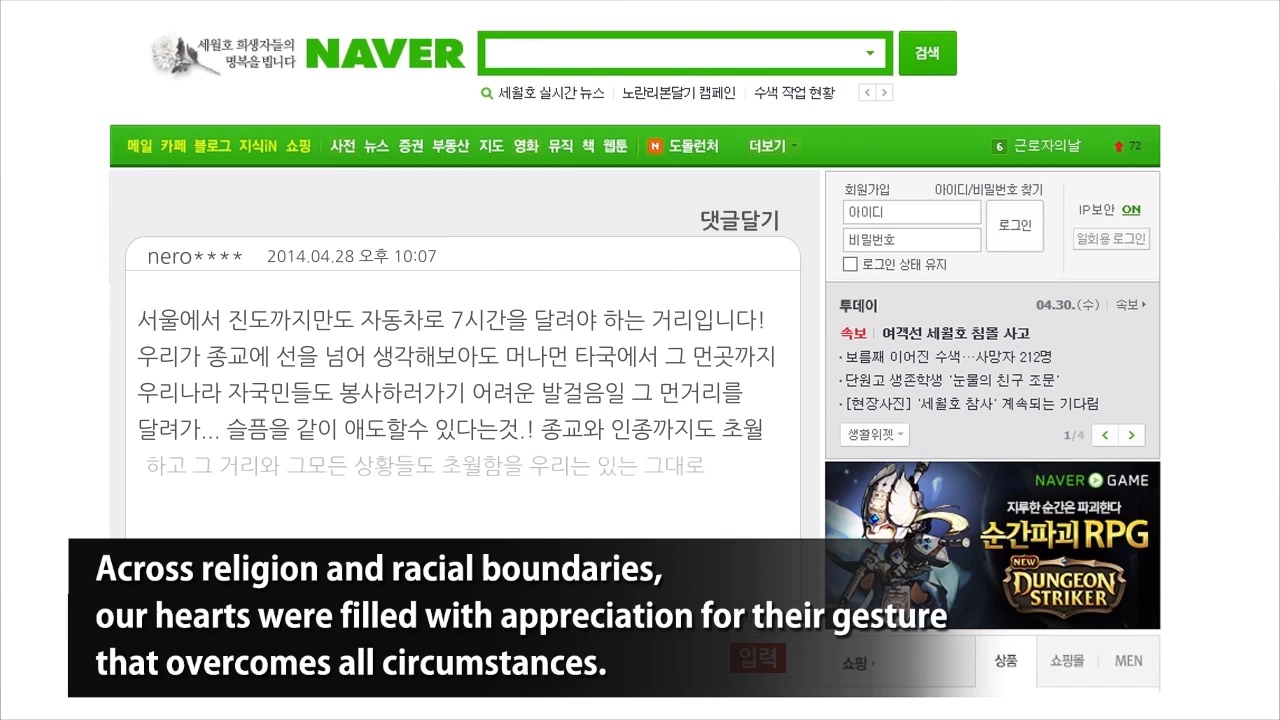 세월호 희생자들의
명복을 빕니다
NAVER
검색
세월호 실시간 뉴스 노란리본달기 캠페인 수색 작업 현황
메일 카페 블로그 지식iN 쇼핑 사전 뉴스 증권 부동산 지도 영화 뮤직 책 웹툰 N 도돌런처 더보기
6 근로자의날 72
댓글달기
nero**** 2014.04.28 오후 10:07
서울에서 진도까지만도 자동차로 7시간을 달려야 하는 거리입니다!
우리가 종교에 선을 넘어 생각해보아도 머나먼 타국에서 그 먼곳까지
우리나라 자국민들도 봉사하러가기 어려운 발걸음일 그 먼거리를
달려가... 슬픔을 같이 애도할수 있다는것.! 종교와 인종까지도 초월
하고 그 거리와 그모든 상황들도 초월함을 우리는 있는 그대로
회원가입 아이디/비밀번호 찾기
아이디
비밀번호
로그인
로그인 상태 유지
IP보안 ON
일회용 로그인
투데이 04.30.(수) 속보
속보 여객선 세월호 침몰 사고
·보름째 이어진 수색…사망자 212명
·단원고 생존학생 '눈물의 친구 조문'
·[현장사진] '세월호 참사' 계속되는 기다림
생활위젯 1/4
NAVER GAME
지루한 순간은 파괴한다
순간파괴 RPG
NEW
DUNGEON
STRIKER
Across religion and racial boundaries,
our hearts were filled with appreciation for their gesture
that overcomes all circumstances.
입력
쇼핑 상품 쇼핑몰 MEN